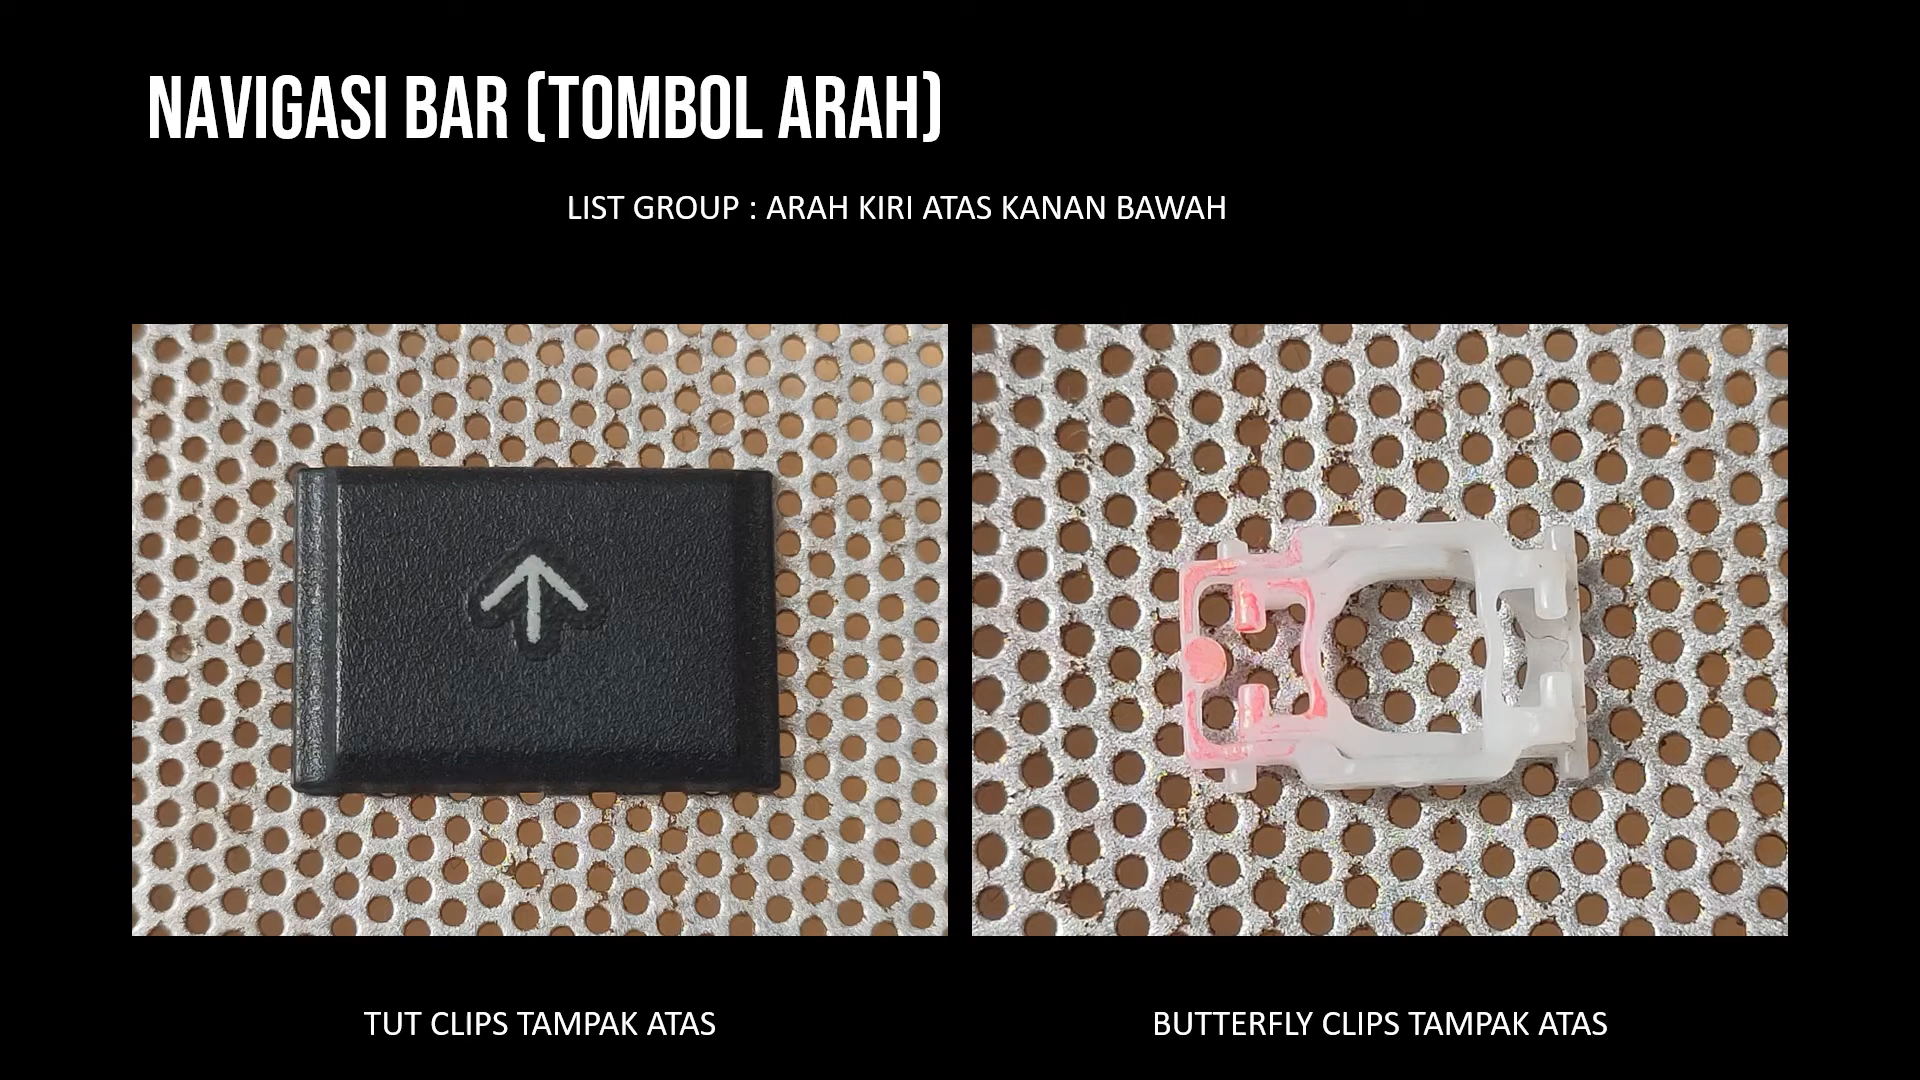 NAVIGASI BAR (TOMBOL ARAH)
LIST GROUP : ARAH KIRI ATAS KANAN BAWAH
TUT CLIPS TAMPAK ATAS
BUTTERFLY CLIPS TAMPAK ATAS